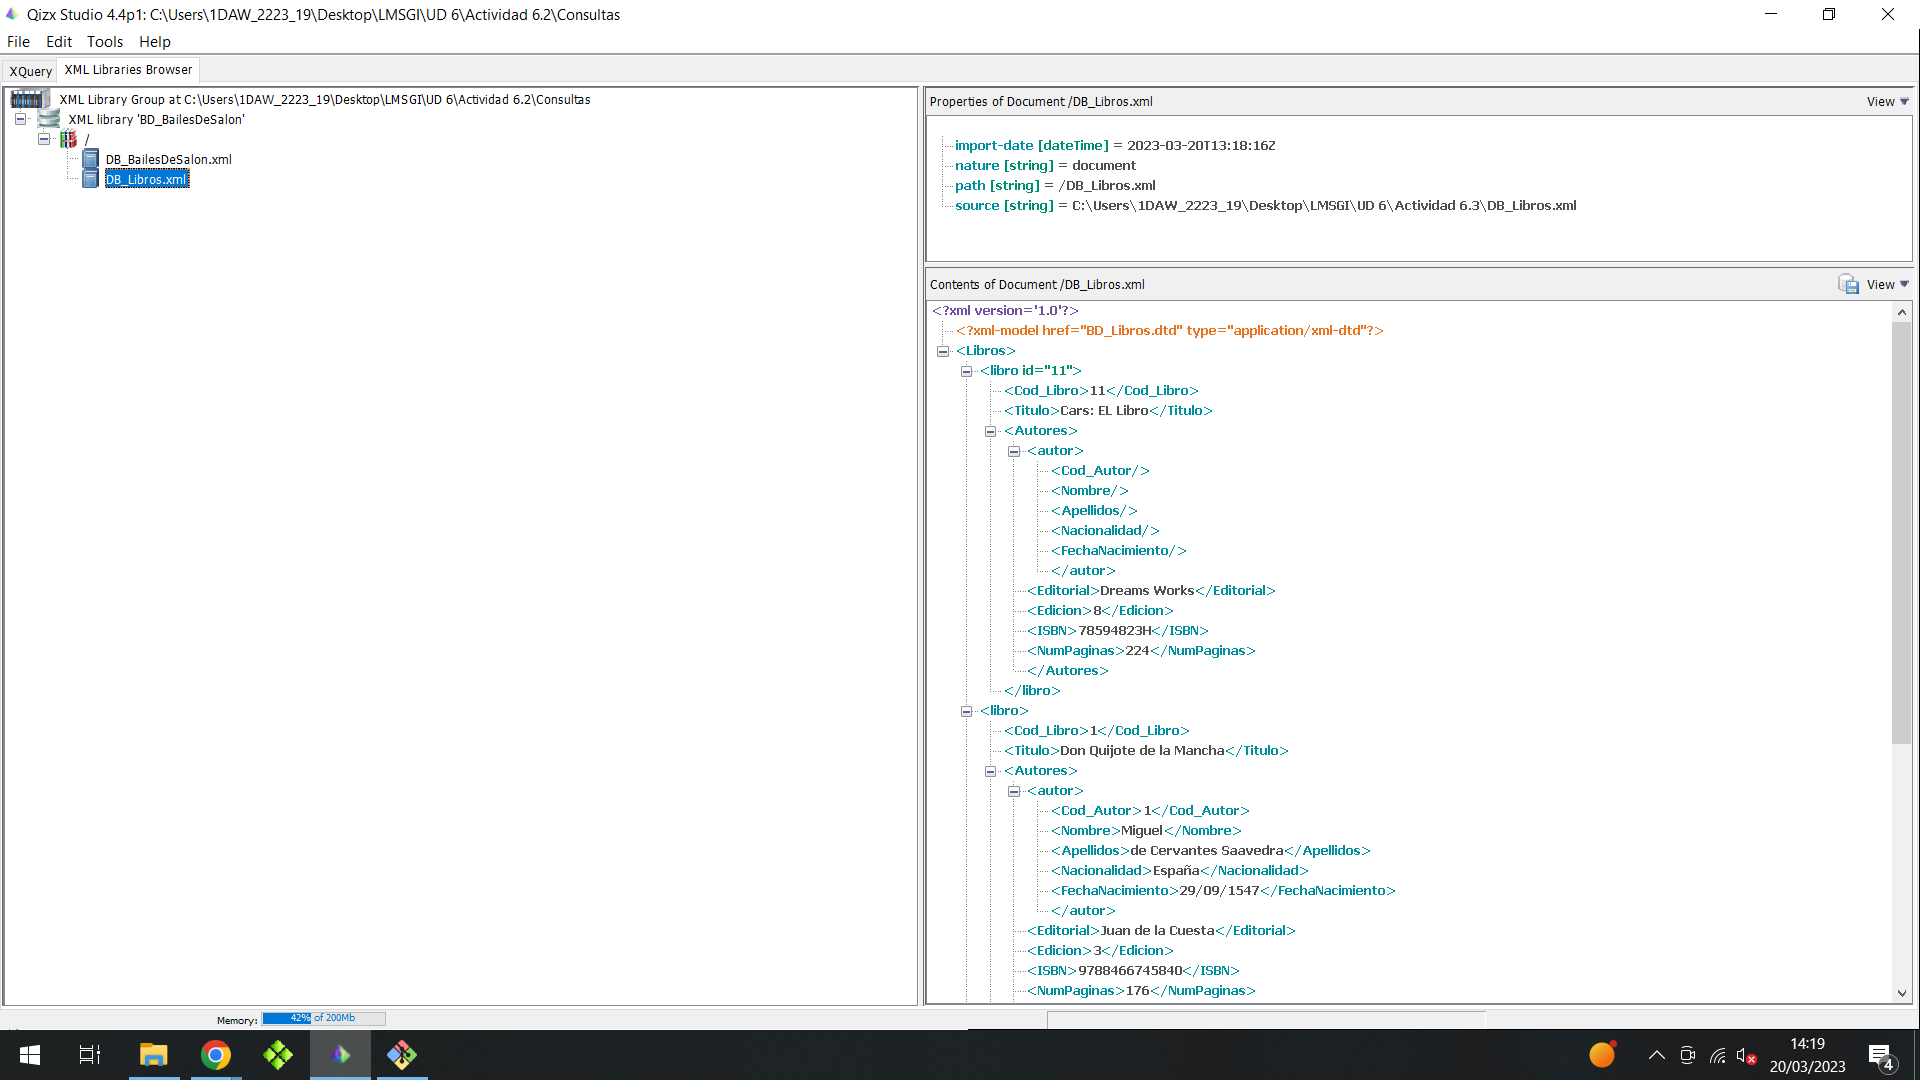 Qizx Studio 4.4p1: C:\Users\1DAW_2223_19\Desktop\LMSGI\UD 6\Actividad 6.2\Consultas
File Edit Tools Help
XQuery XML Libraries Browser
XML Library Group at C:\Users\1DAW_2223_19\Desktop\LMSGI\UD 6\Actividad 6.2\Consultas
XML library 'BD_BailesDeSalon'
/
DB_BailesDeSalon.xml
DB_Libros.xml
Properties of Document /DB_Libros.xml View
import-date [dateTime] = 2023-03-20T13:18:16Z
nature [string] = document
path [string] = /DB_Libros.xml
source [string] = C:\Users\1DAW_2223_19\Desktop\LMSGI\UD 6\Actividad 6.3\DB_Libros.xml
Contents of Document /DB_Libros.xml View
<?xml version='1.0'?>
<?xml-model href="BD_Libros.dtd" type="application/xml-dtd"?>
<Libros>
<libro id="11">
<Cod_Libro>11</Cod_Libro>
<Titulo>Cars: EL Libro</Titulo>
<Autores>
<autor>
<Cod_Autor/>
<Nombre/>
<Apellidos/>
<Nacionalidad/>
<FechaNacimiento/>
</autor>
<Editorial>Dreams Works</Editorial>
<Edicion>8</Edicion>
<ISBN>78594823H</ISBN>
<NumPaginas>224</NumPaginas>
</Autores>
</libro>
<libro>
<Cod_Libro>1</Cod_Libro>
<Titulo>Don Quijote de la Mancha</Titulo>
<Autores>
<autor>
<Cod_Autor>1</Cod_Autor>
<Nombre>Miguel</Nombre>
<Apellidos>de Cervantes Saavedra</Apellidos>
<Nacionalidad>España</Nacionalidad>
<FechaNacimiento>29/09/1547</FechaNacimiento>
</autor>
<Editorial>Juan de la Cuesta</Editorial>
<Edicion>3</Edicion>
<ISBN>9788466745840</ISBN>
<NumPaginas>176</NumPaginas>
Memory: 42% of 200Mb
14:19
20/03/2023
4